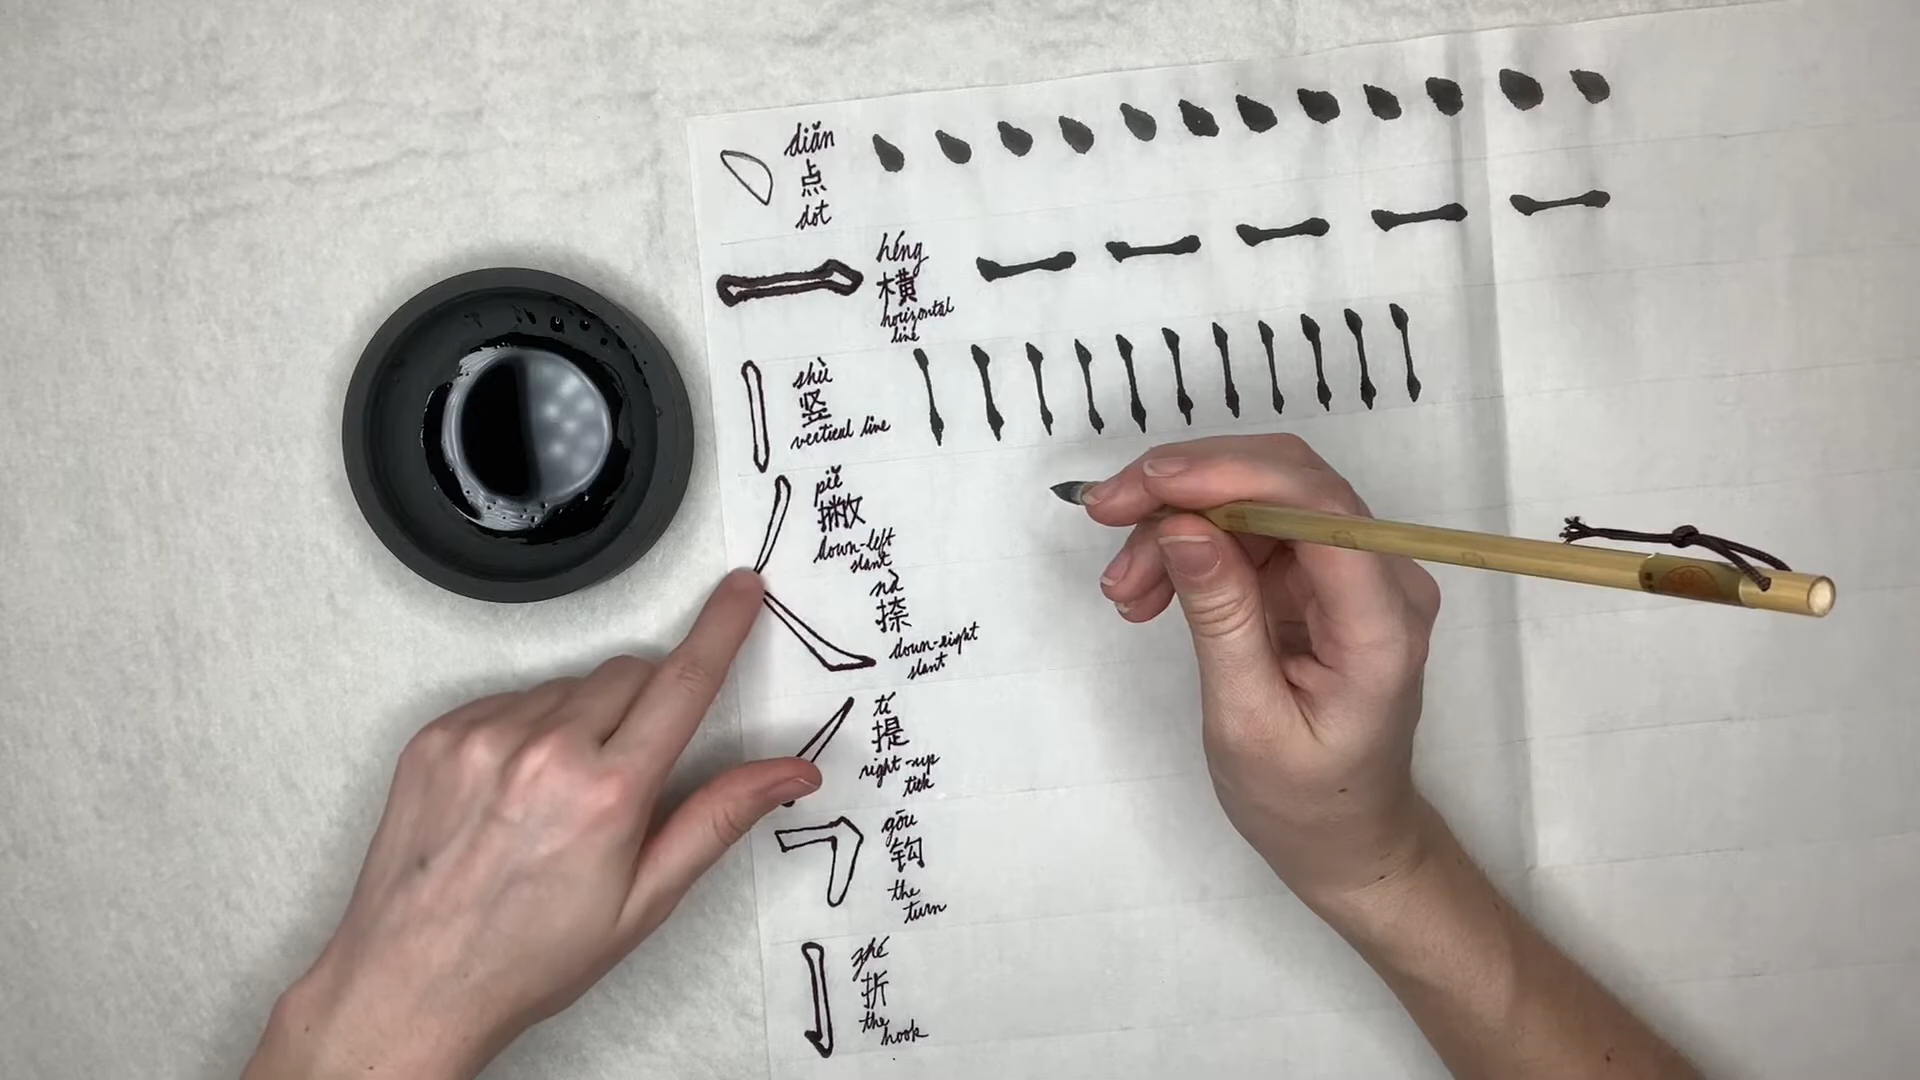 diǎn
点
dot
héng
横
horizontal
line
shù
竖
vertical line
piě
撇
down-left
slant
nà
捺
down-right
slant
tí
提
right-up
tick
gōu
钩
the
turn
zhé
折
the
hook